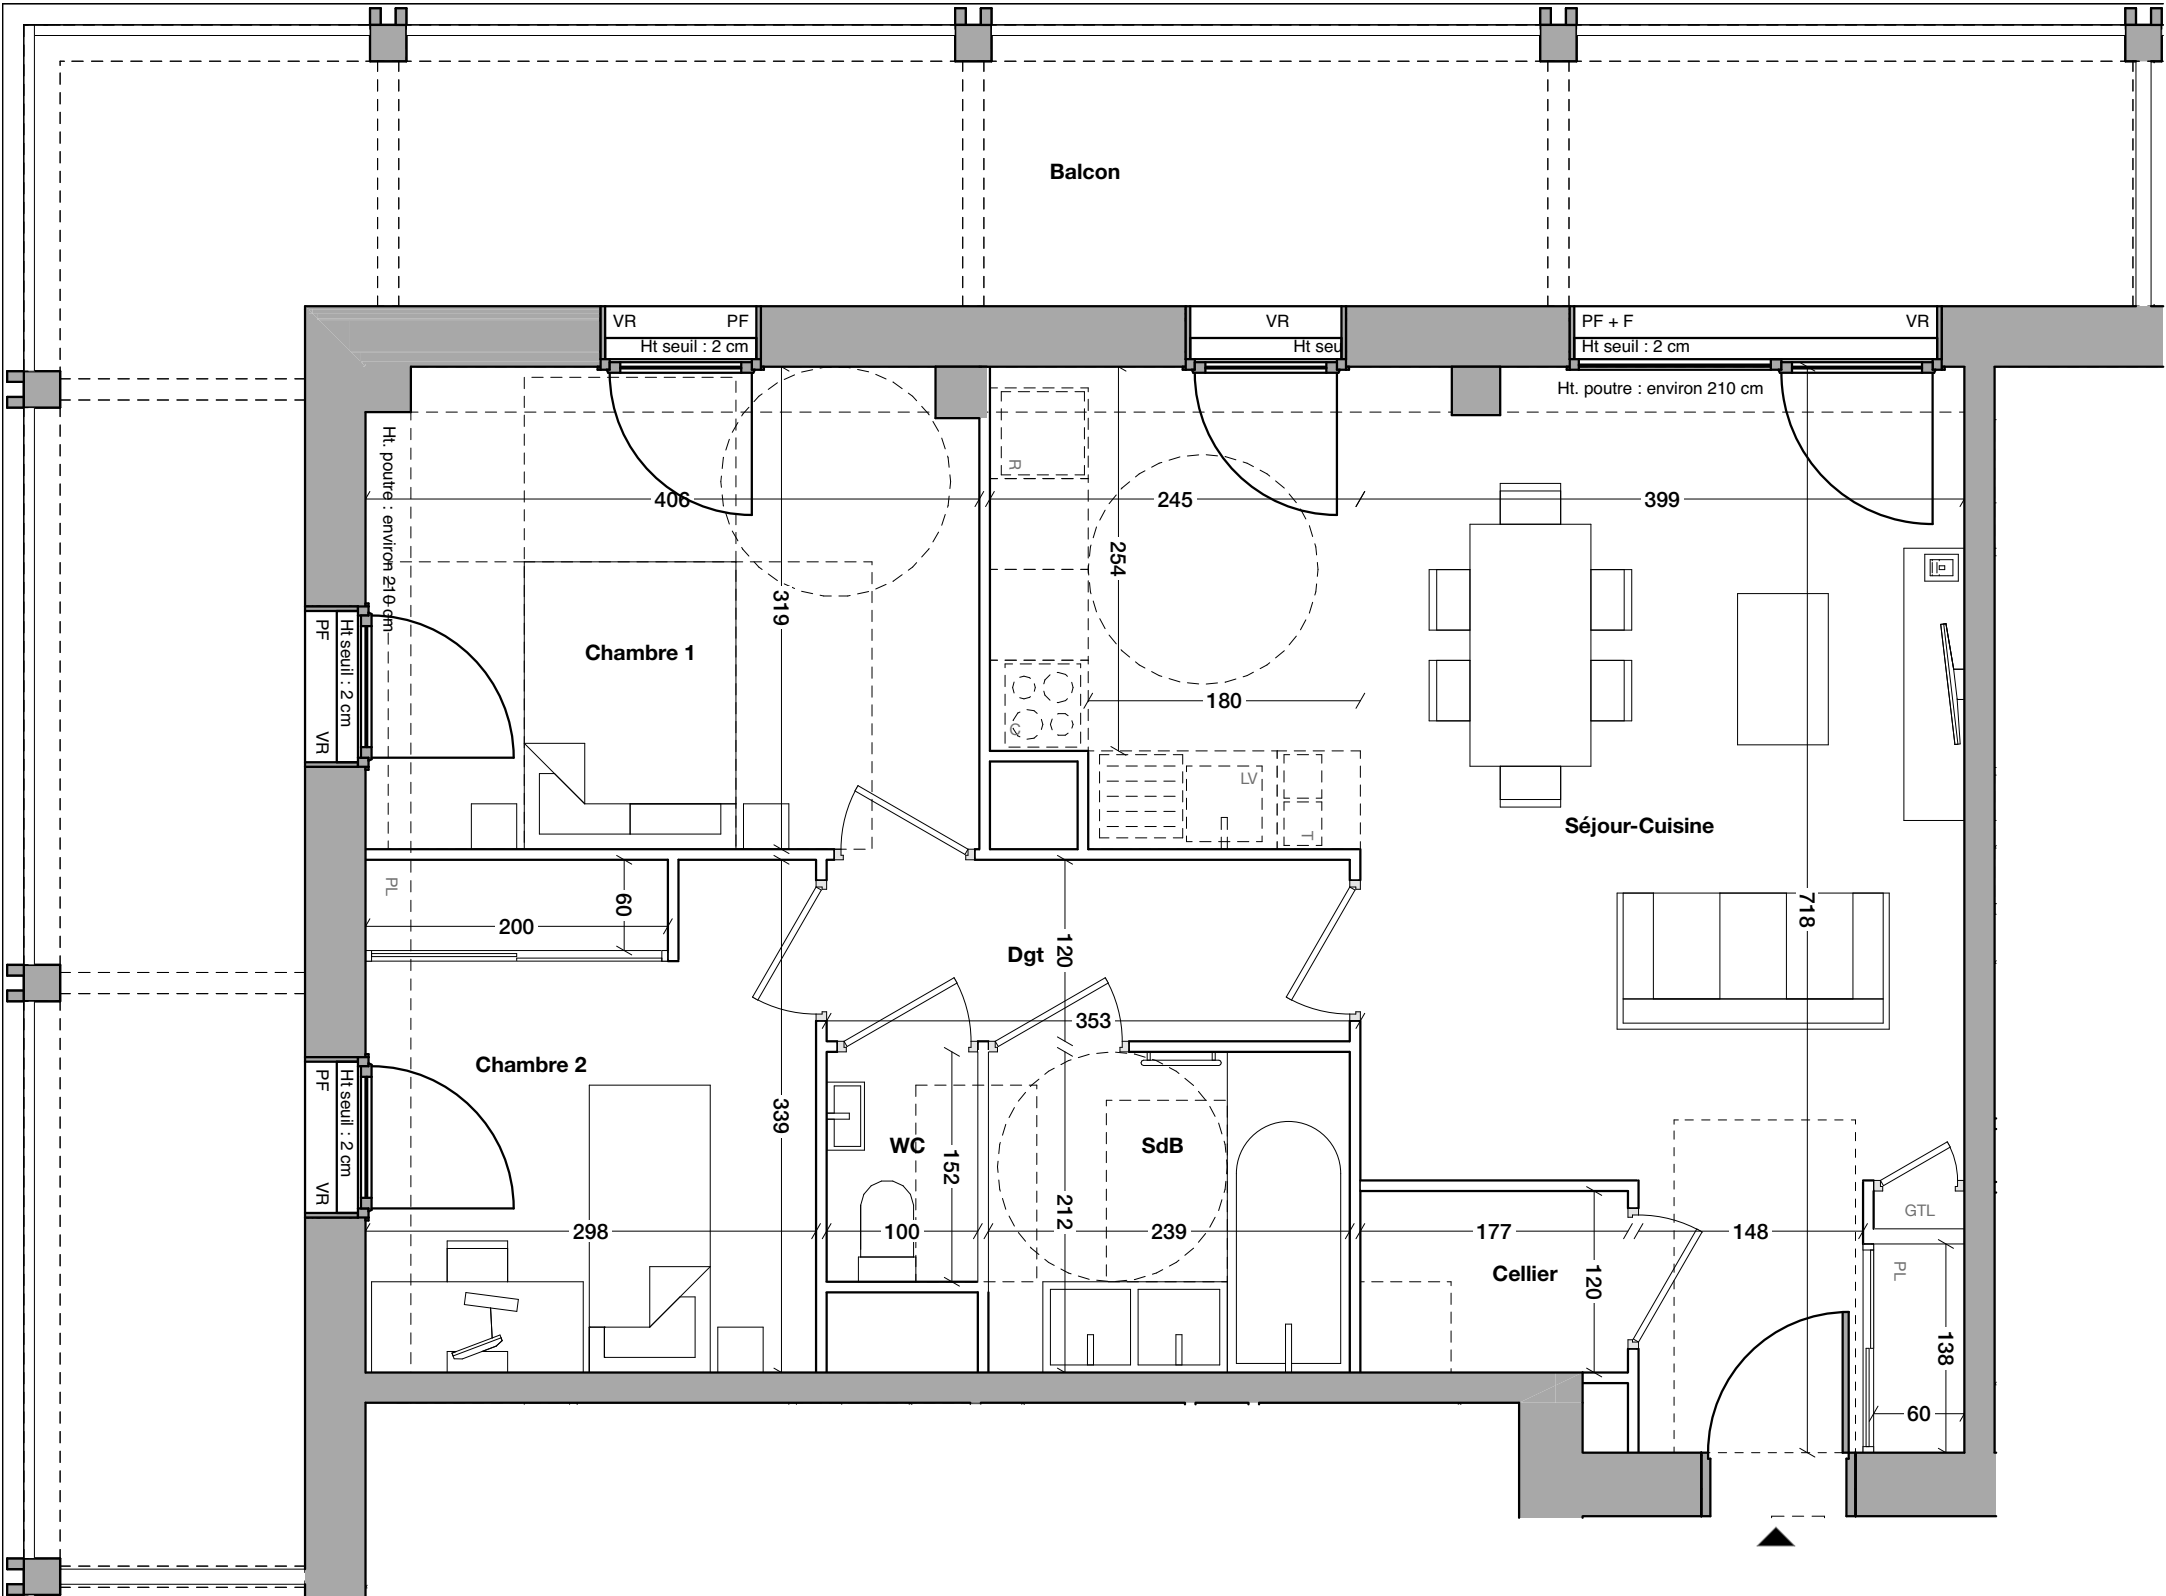 Balcon
VR PF
Ht seuil : 2 cm
VR
Ht seu
PF + F VR
Ht seuil : 2 cm
Ht. poutre : environ 210 cm
Ht. poutre : environ 210 cm
R
406
245
399
254
319
PF VR
Ht seuil : 2 cm
Chambre 1
180
C
LV
T
Séjour-Cuisine
PL
60
200
718
Dgt
120
353
Chambre 2
PF VR
Ht seuil : 2 cm
339
WC
152
SdB
212
298
100
239
177
148
GTL
Cellier
120
PL
138
60